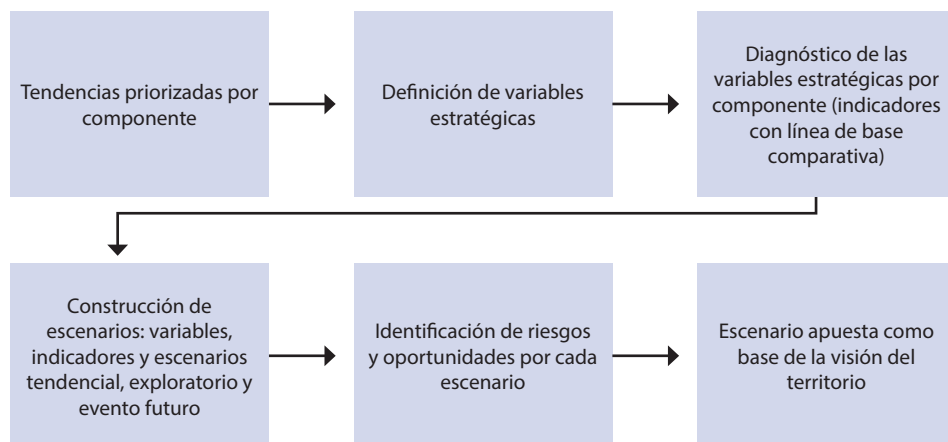 Tendencias priorizadas por
componente
Definición de variables
estratégicas
Diagnóstico de las
variables estratégicas por
componente (indicadores
con línea de base
comparativa)
Construcción de
escenarios: variables,
indicadores y escenarios
tendencial, exploratorio y
evento futuro
Identificación de riesgos
y oportunidades por cada
escenario
Escenario apuesta como
base de la visión del
territorio